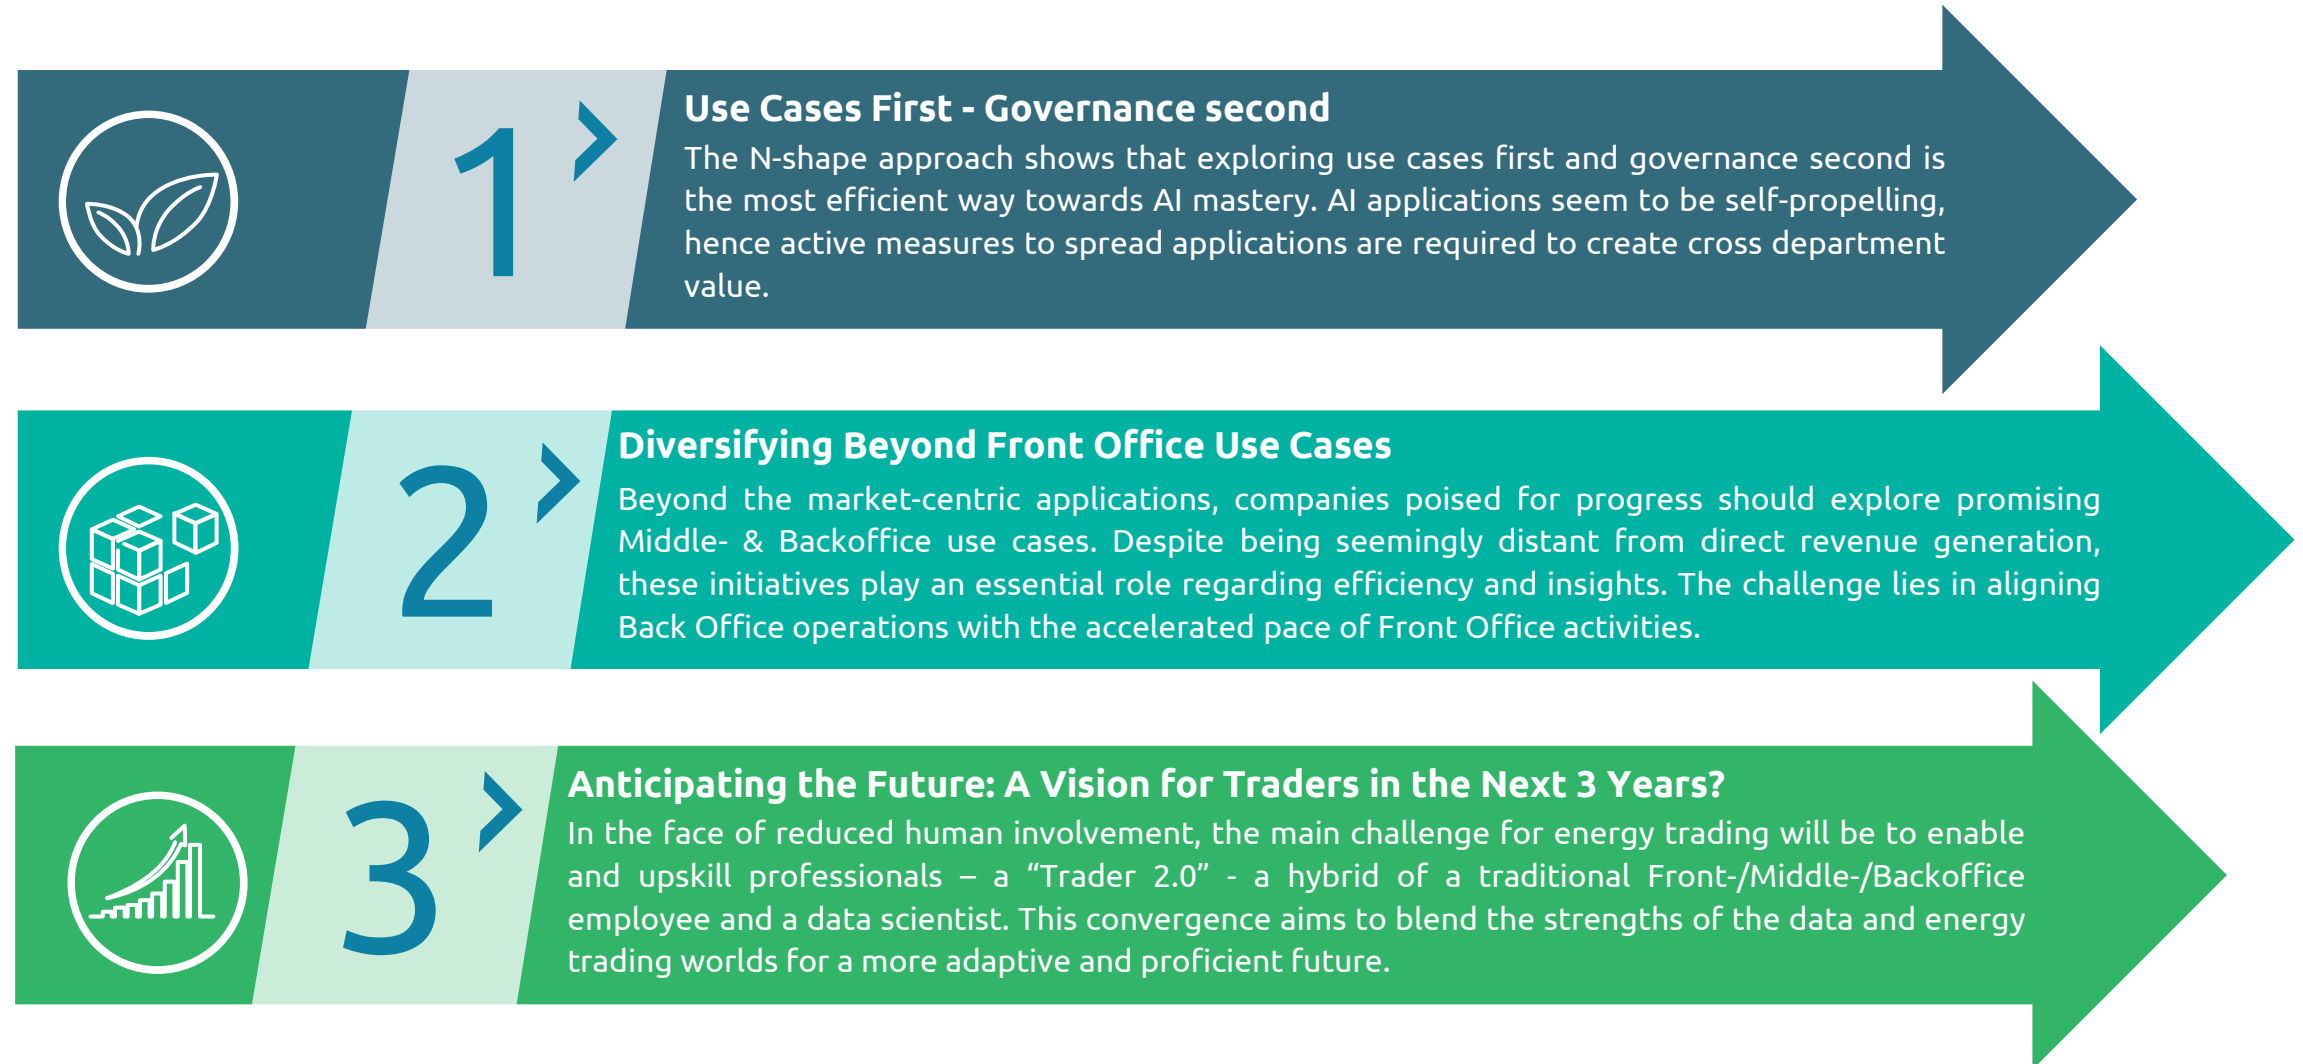 1
Use Cases First - Governance second
The N-shape approach shows that exploring use cases first and governance second is
the most efficient way towards AI mastery. AI applications seem to be self-propelling,
hence active measures to spread applications are required to create cross department
value.
2
Diversifying Beyond Front Office Use Cases
Beyond the market-centric applications, companies poised for progress should explore promising
Middle- & Backoffice use cases. Despite being seemingly distant from direct revenue generation,
these initiatives play an essential role regarding efficiency and insights. The challenge lies in aligning
Back Office operations with the accelerated pace of Front Office activities.
3
Anticipating the Future: A Vision for Traders in the Next 3 Years?
In the face of reduced human involvement, the main challenge for energy trading will be to enable
and upskill professionals – a “Trader 2.0” - a hybrid of a traditional Front-/Middle-/Backoffice
employee and a data scientist. This convergence aims to blend the strengths of the data and energy
trading worlds for a more adaptive and proficient future.